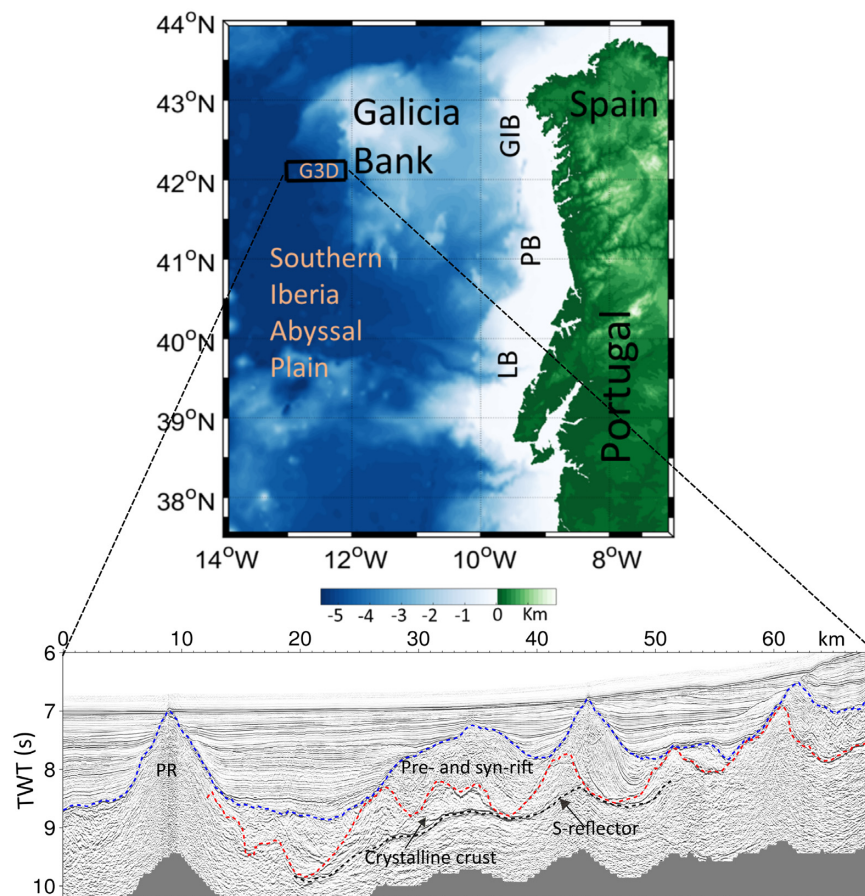 44°N
43°N
42°N
41°N
40°N
39°N
38°N
14°W
12°W
10°W
8°W
Galicia
Bank
Spain
GIB
G3D
PB
Southern
Iberia
Abyssal
Plain
LB
Portugal
-5 -4 -3 -2 -1 0 Km
0 10 20 30 40 50 60 km
TWT (s)
6
7
8
9
10
PR
Pre- and syn-rift
S-reflector
Crystalline crust